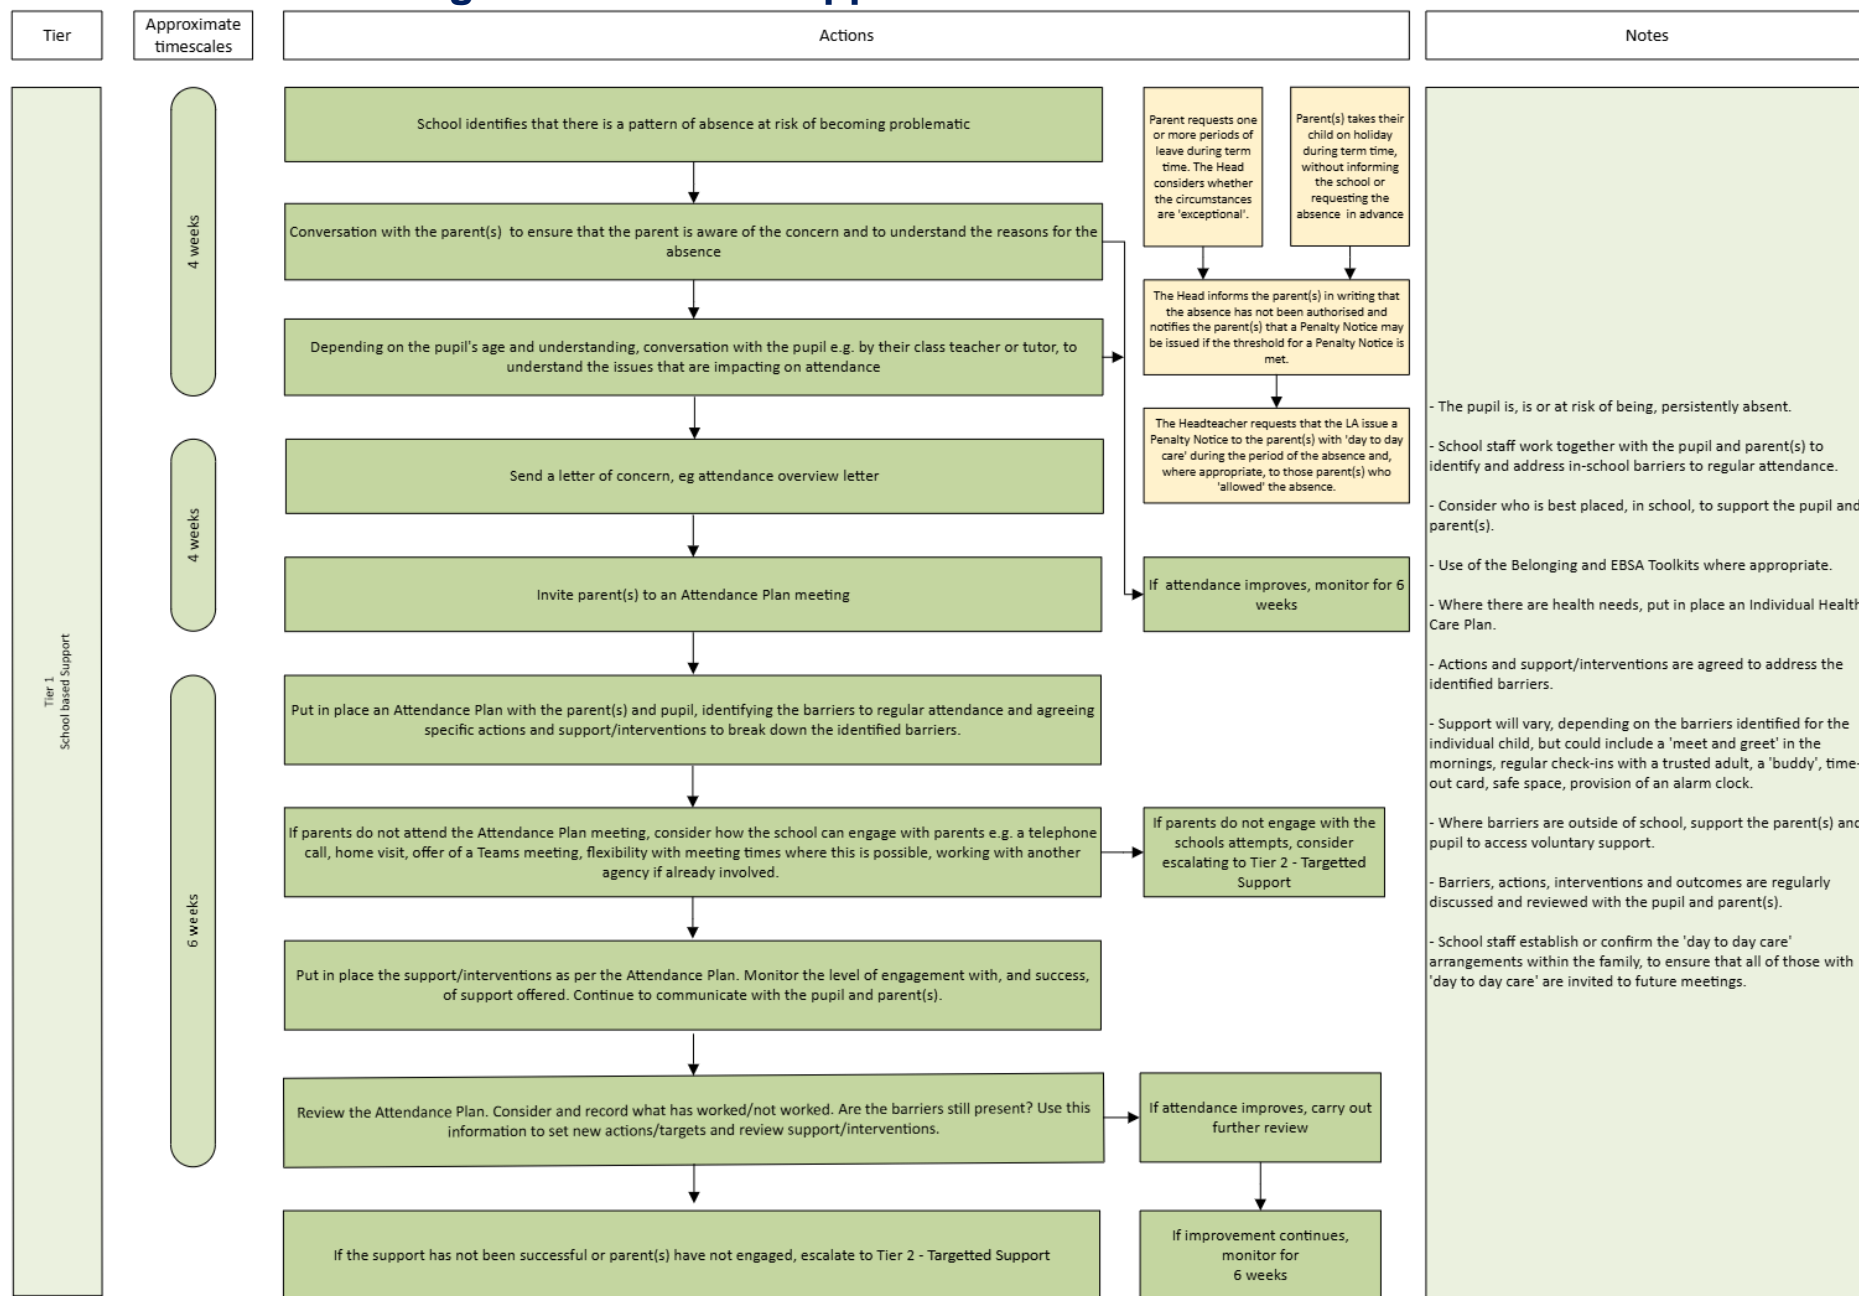 Tier
Approximate
timescales
Actions
Notes
Tier 1
School based Support
4 weeks
4 weeks
6 weeks
School identifies that there is a pattern of absence at risk of becoming problematic
Conversation with the parent(s) to ensure that the parent is aware of the concern and to understand the reasons for the
absence
Depending on the pupil's age and understanding, conversation with the pupil e.g. by their class teacher or tutor, to
understand the issues that are impacting on attendance
Send a letter of concern, eg attendance overview letter
Invite parent(s) to an Attendance Plan meeting
Put in place an Attendance Plan with the parent(s) and pupil, identifying the barriers to regular attendance and agreeing
specific actions and support/interventions to break down the identified barriers.
If parents do not attend the Attendance Plan meeting, consider how the school can engage with parents e.g. a telephone
call, home visit, offer of a Teams meeting, flexibility with meeting times where this is possible, working with another
agency if already involved.
Put in place the support/interventions as per the Attendance Plan. Monitor the level of engagement with, and success,
of support offered. Continue to communicate with the pupil and parent(s).
Review the Attendance Plan. Consider and record what has worked/not worked. Are the barriers still present? Use this
information to set new actions/targets and review support/interventions.
If the support has not been successful or parent(s) have not engaged, escalate to Tier 2 - Targetted Support
Parent requests one
or more periods of
leave during term
time. The Head
considers whether
the circumstances
are 'exceptional'.
Parent(s) takes their
child on holiday
during term time,
without informing
the school or
requesting the
absence in advance
The Head informs the parent(s) in writing that
the absence has not been authorised and
notifies the parent(s) that a Penalty Notice may
be issued if the threshold for a Penalty Notice is
met.
The Headteacher requests that the LA issue a
Penalty Notice to the parent(s) with 'day to day
care' during the period of the absence and,
where appropriate, to those parent(s) who
'allowed' the absence.
If attendance improves, monitor for 6
weeks
If parents do not engage with the
schools attempts, consider
escalating to Tier 2 - Targetted
Support
If attendance improves, carry out
further review
If improvement continues,
monitor for
6 weeks
- The pupil is, is or at risk of being, persistently absent.
- School staff work together with the pupil and parent(s) to
identify and address in-school barriers to regular attendance.
- Consider who is best placed, in school, to support the pupil and
parent(s).
- Use of the Belonging and EBSA Toolkits where appropriate.
- Where there are health needs, put in place an Individual Health
Care Plan.
- Actions and support/interventions are agreed to address the
identified barriers.
- Support will vary, depending on the barriers identified for the
individual child, but could include a 'meet and greet' in the
mornings, regular check-ins with a trusted adult, a 'buddy', time-
out card, safe space, provision of an alarm clock.
- Where barriers are outside of school, support the parent(s) and
pupil to access voluntary support.
- Barriers, actions, interventions and outcomes are regularly
discussed and reviewed with the pupil and parent(s).
- School staff establish or confirm the 'day to day care'
arrangements within the family, to ensure that all of those with
'day to day care' are invited to future meetings.